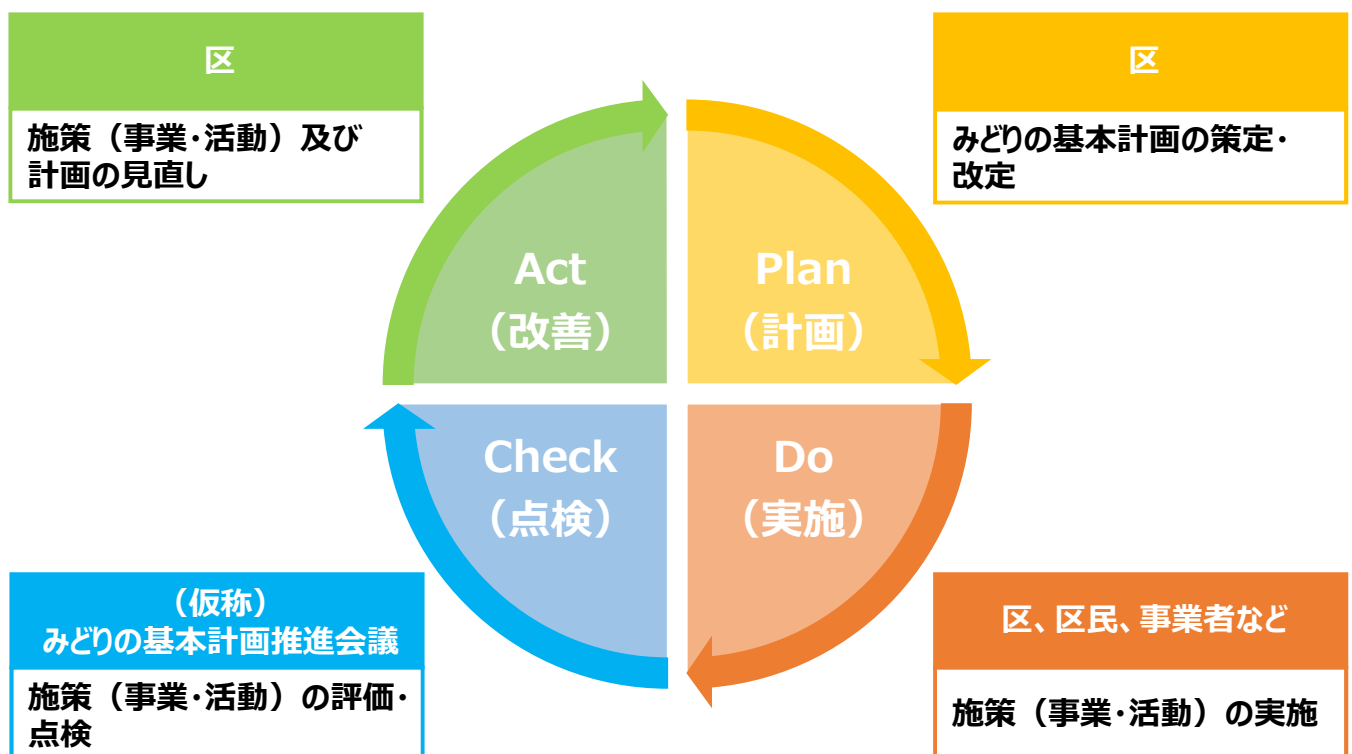 区
施策（事業・活動）及び
計画の見直し
区
みどりの基本計画の策定・
改定
Act
（改善）
Plan
（計画）
Check
（点検）
Do
（実施）
（仮称）
みどりの基本計画推進会議
施策（事業・活動）の評価・
点検
区、区民、事業者など
施策（事業・活動）の実施